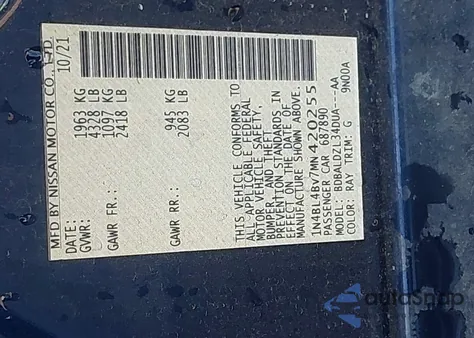 MFD BY NISSAN MOTOR CO., LTD.
DATE: 10/21
GVWR: 1963 KG
4328 LB
GAWR FR.: 1097 KG
2418 LB
GAWR RR.: 945 KG
2083 LB
THIS VEHICLE CONFORMS TO
ALL APPLICABLE FEDERAL
MOTOR VEHICLE SAFETY,
BUMPER, AND THEFT
PREVENTION STANDARDS IN
EFFECT ON THE DATE OF
MANUFACTURE SHOWN ABOVE.
1N4BL4BV7MN420255
PASSENGER CAR 687890
MODEL: AA
COLOR: RAY TRIM: G 9N00A
autoSnap